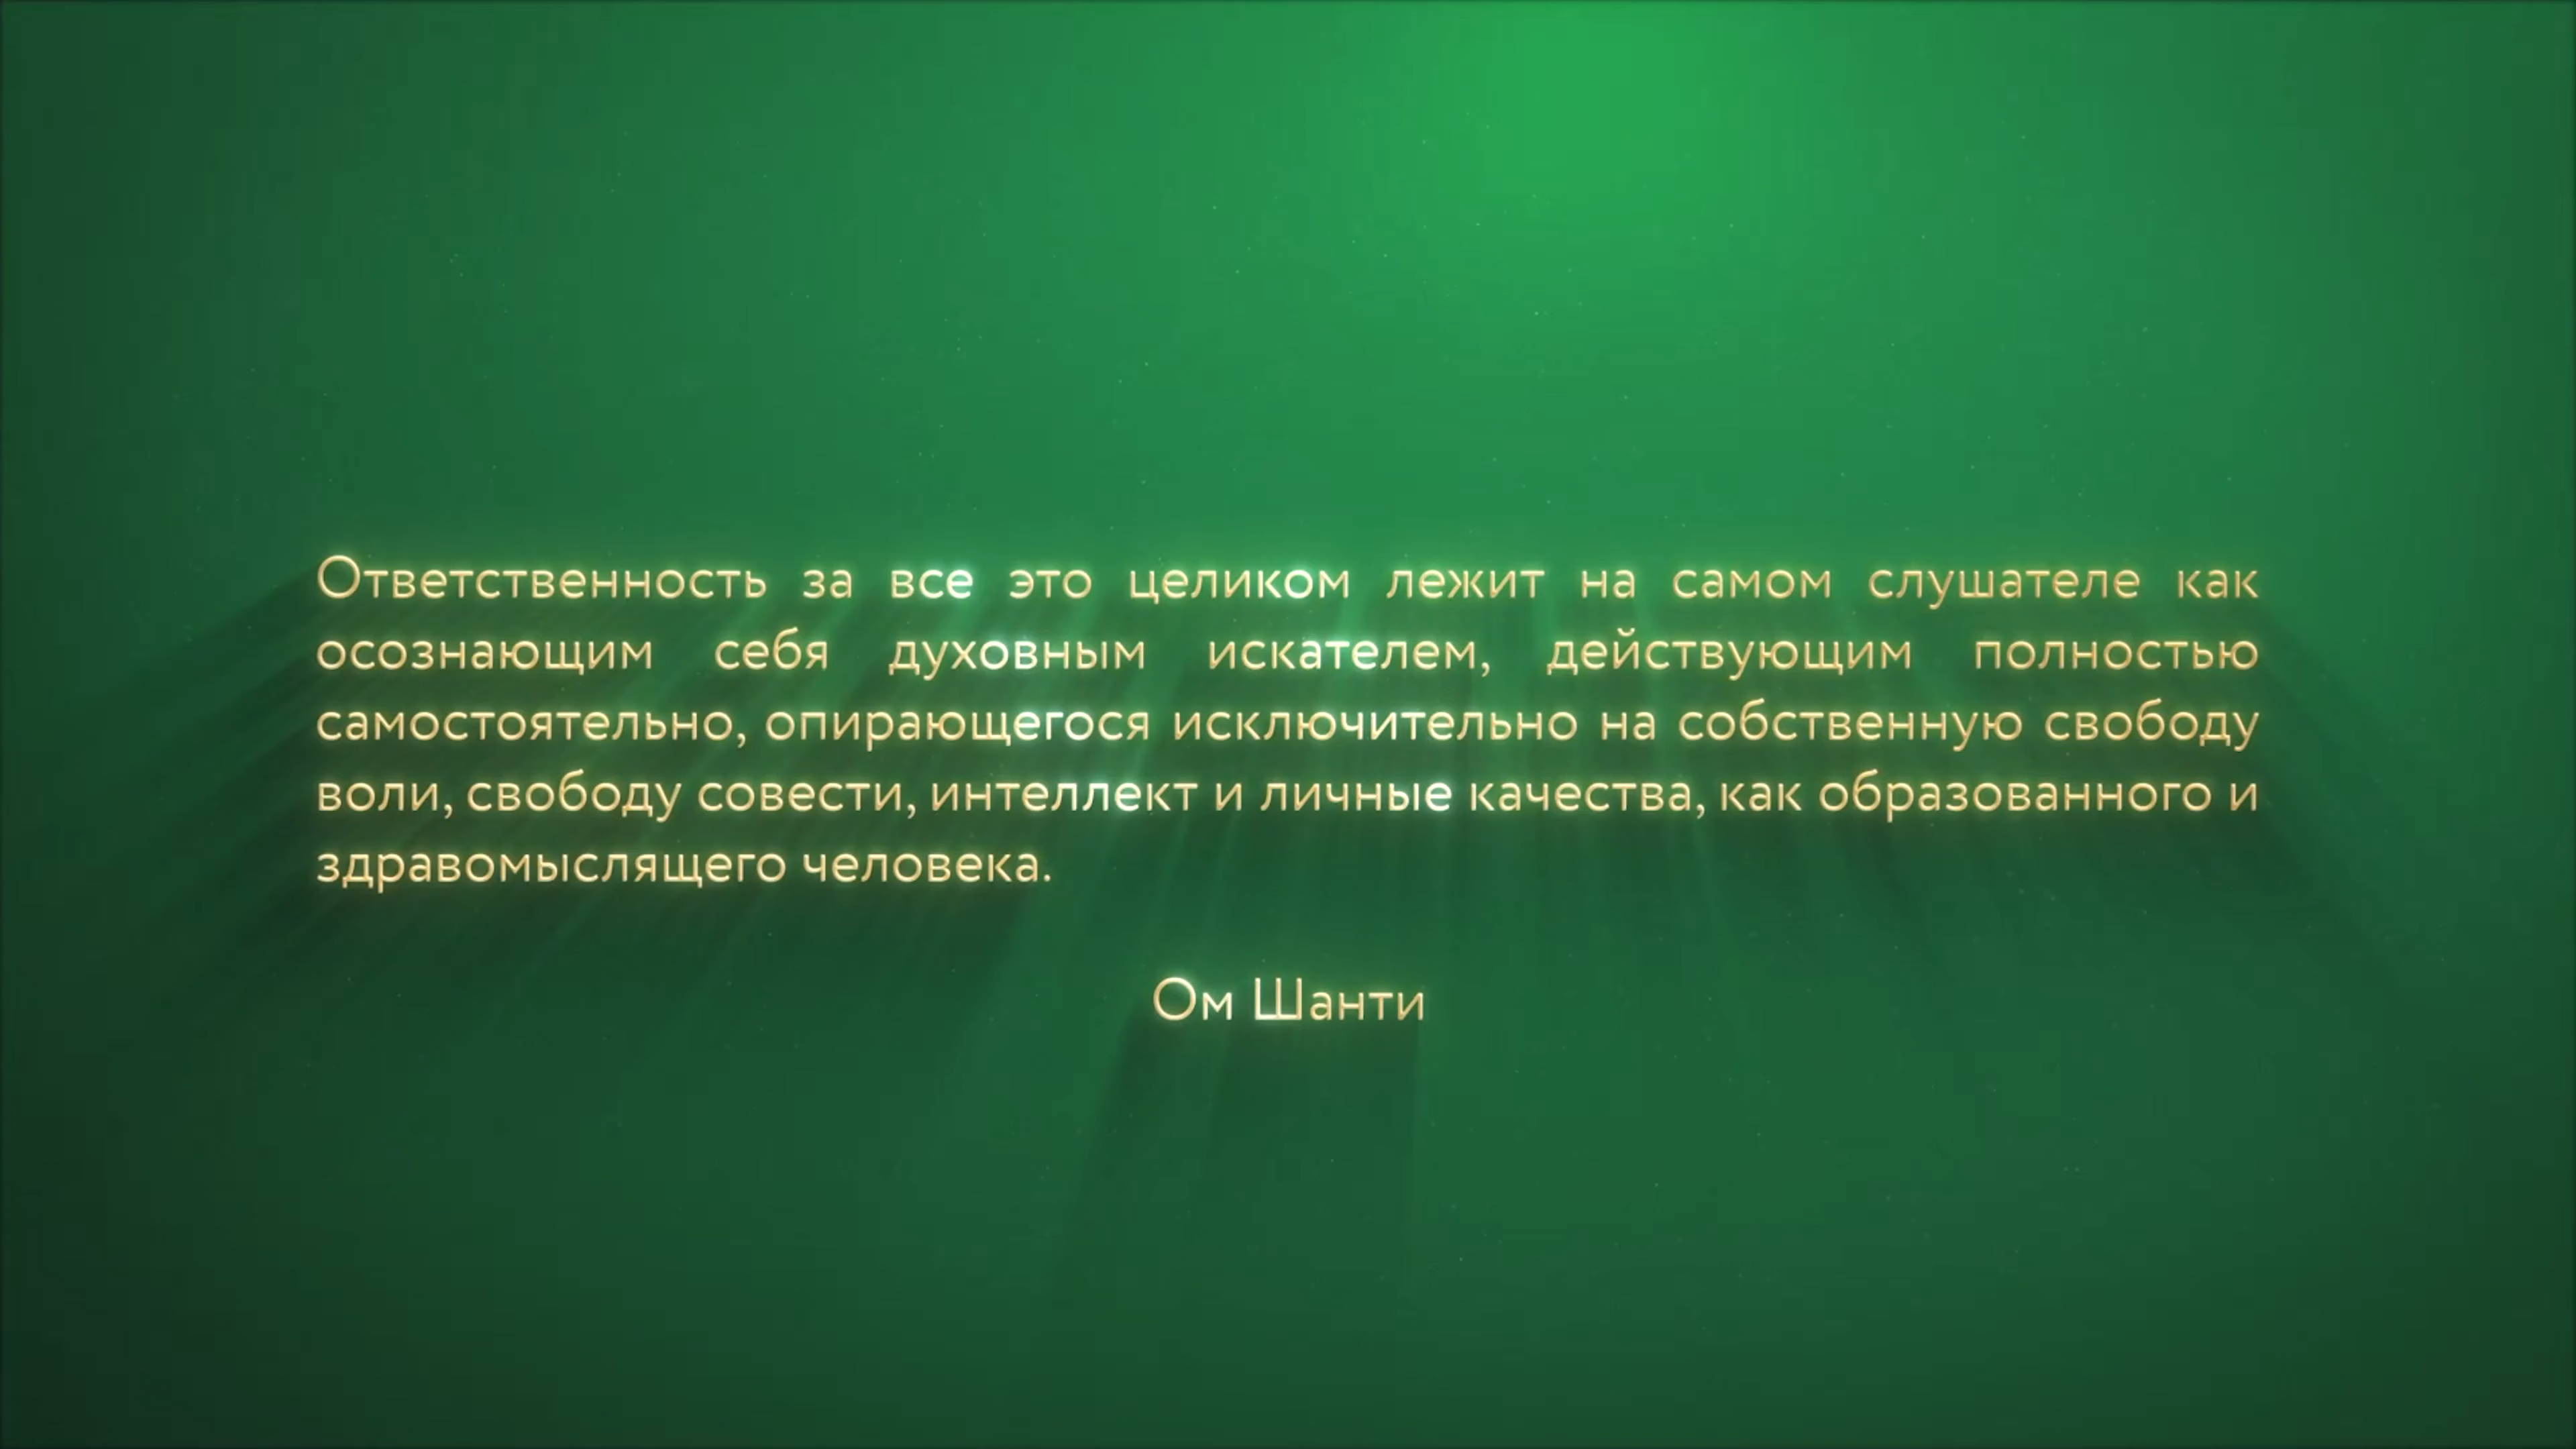 Ответственность за все это целиком лежит на самом слушателе как
осознающим себя духовным искателем, действующим полностью
самостоятельно, опирающегося исключительно на собственную свободу
воли, свободу совести, интеллект и личные качества, как образованного и
здравомыслящего человека.
Ом Шанти